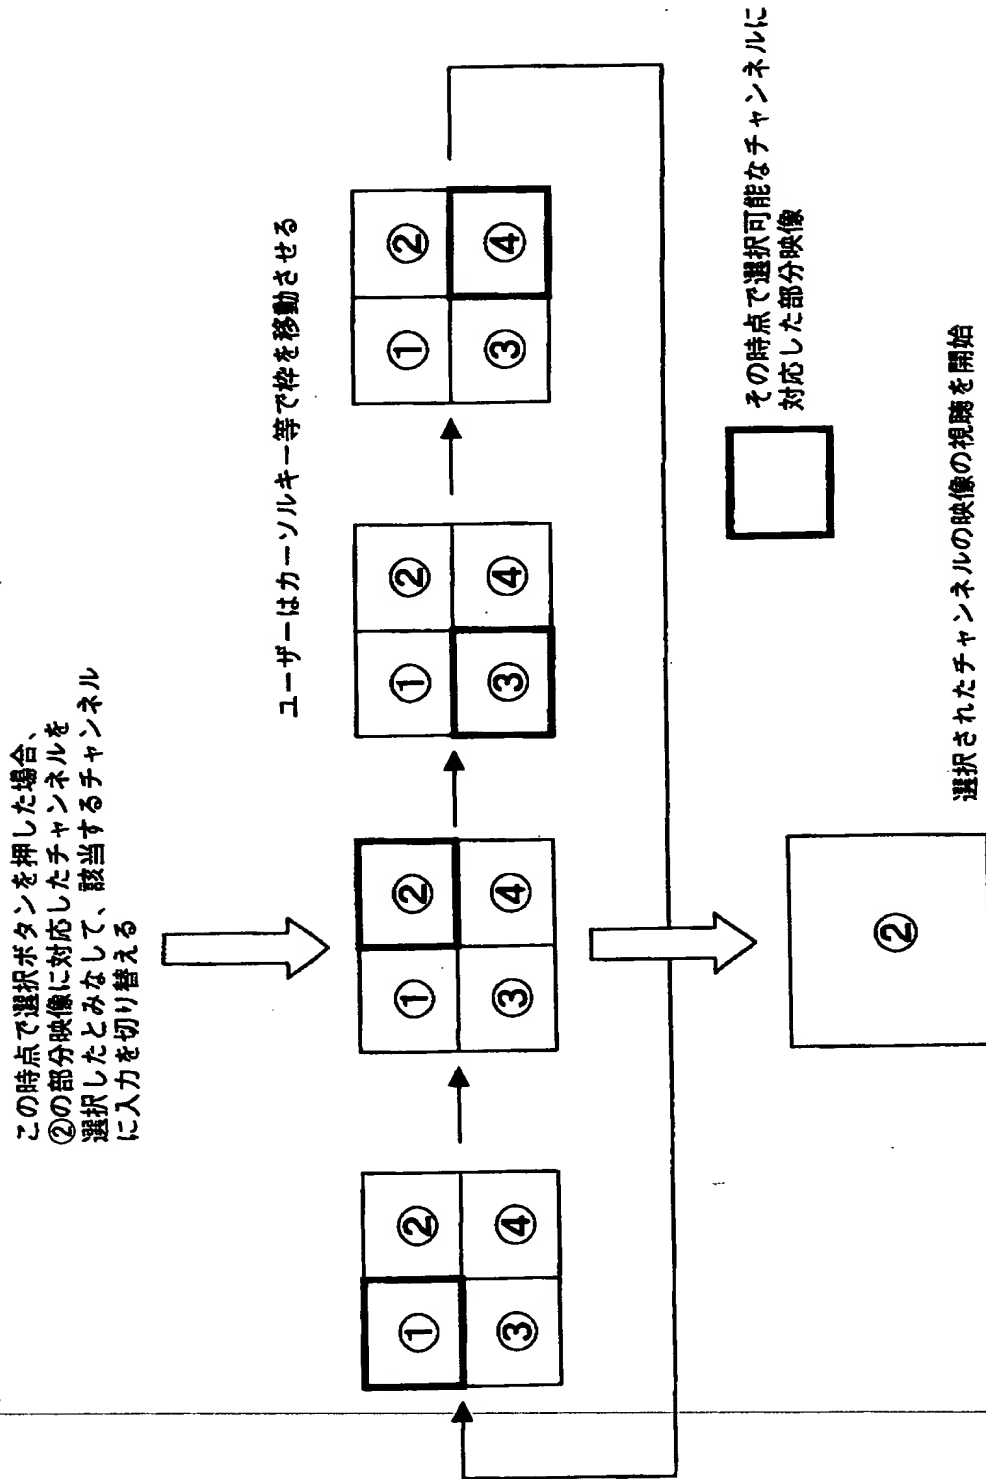 この時点で選択ボタンを押した場合、
②の部分映像に対応したチャンネルを
選択したとみなして、該当するチャンネル
に入力を切り替える
ユーザーはカーソルキー等で枠を移動させる
① ②
③ ④
① ②
③ ④
① ②
③ ④
① ②
③ ④
その時点で選択可能なチャンネルに
対応した部分映像
②
選択されたチャンネルの映像の視聴を開始